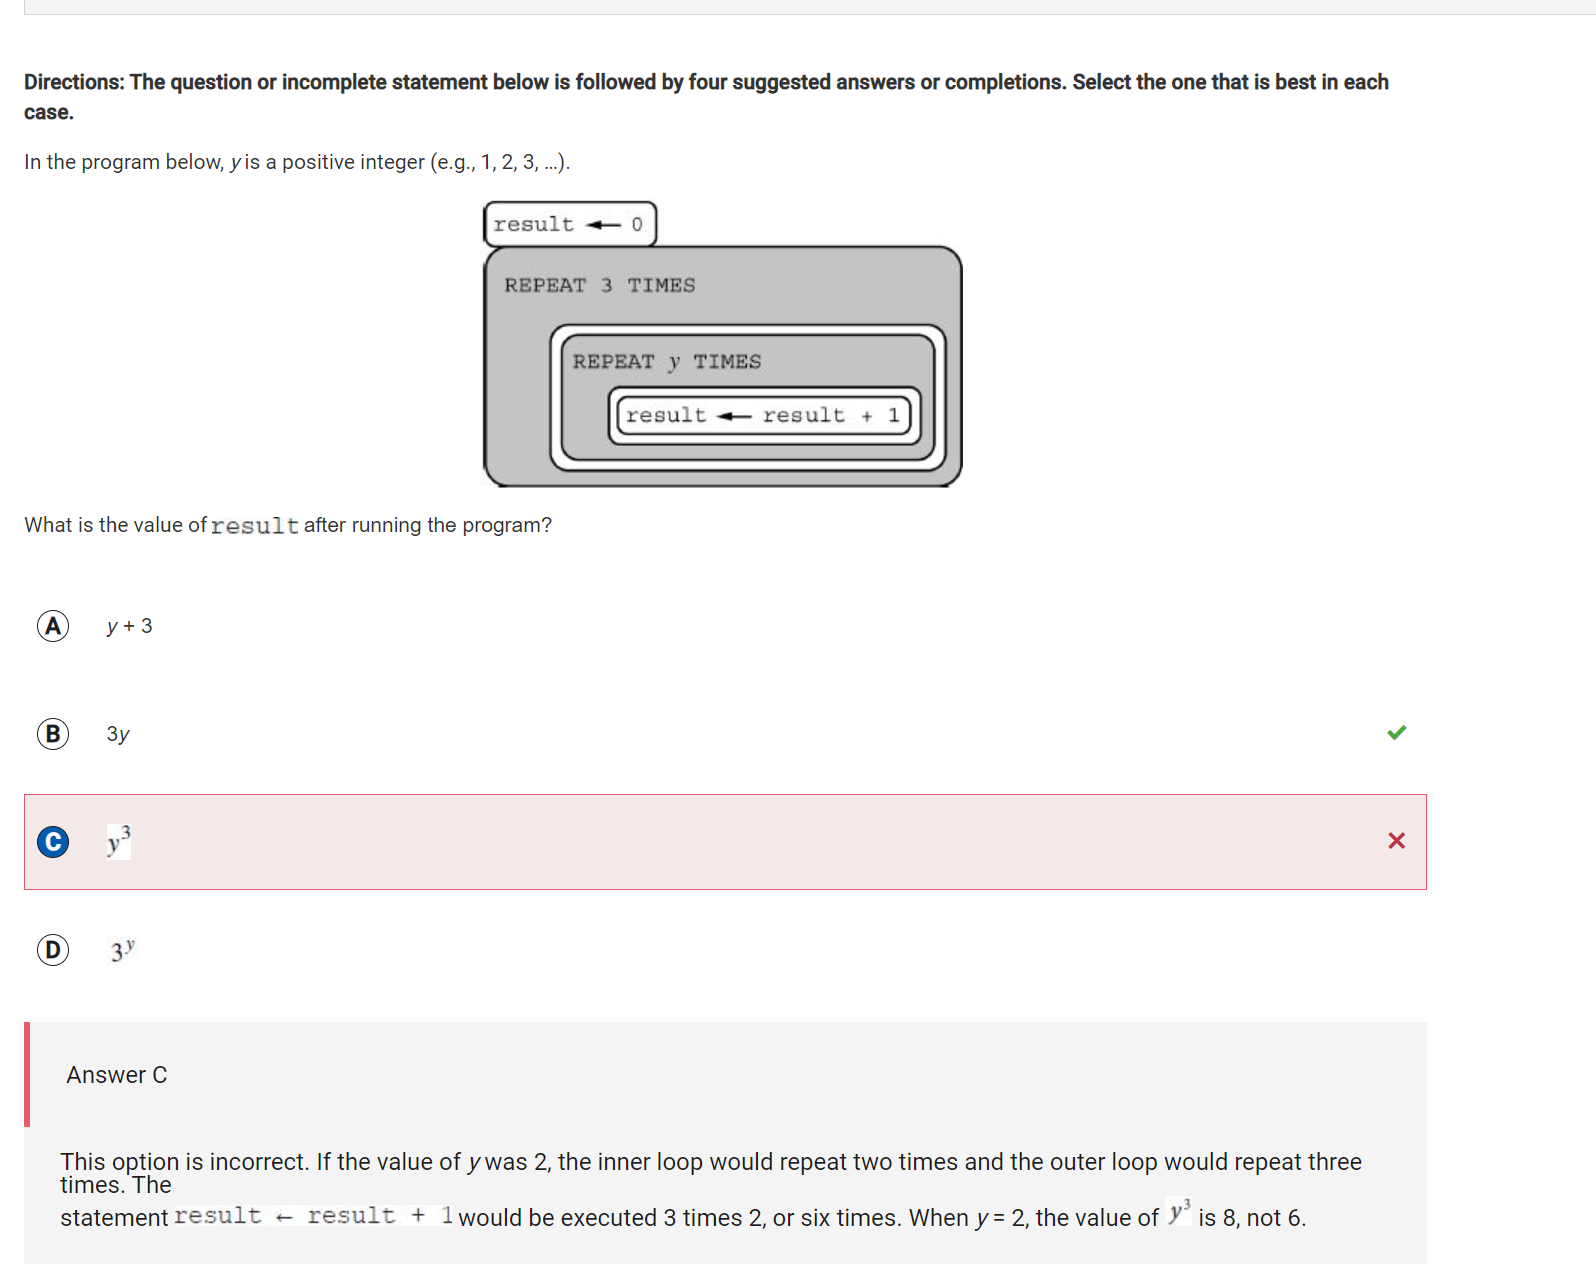 Directions: The question or incomplete statement below is followed by four suggested answers or completions. Select the one that is best in each
case.
In the program below, y is a positive integer (e.g., 1, 2, 3, ...).
result ← 0
REPEAT 3 TIMES
REPEAT y TIMES
result ← result + 1
What is the value of result after running the program?
A y + 3
B 3y
C y³
D 3ʸ
Answer C
This option is incorrect. If the value of y was 2, the inner loop would repeat two times and the outer loop would repeat three
times. The
statement result ← result + 1 would be executed 3 times 2, or six times. When y = 2, the value of y³ is 8, not 6.